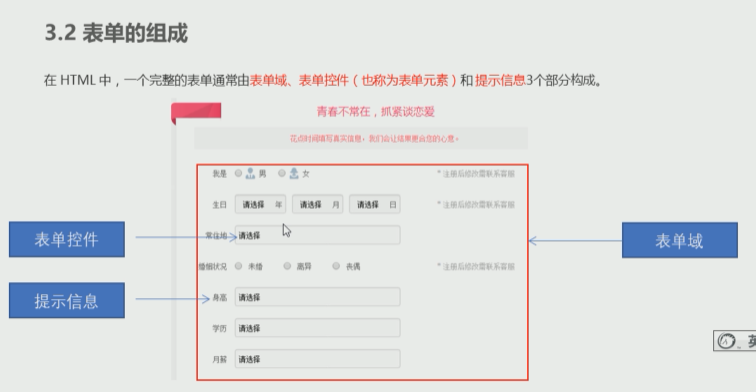 3.2 表单的组成
在 HTML 中，一个完整的表单通常由表单域、表单控件（也称为表单元素）和 提示信息3个部分构成。
青春不常在，抓紧谈恋爱
花点时间填写真实信息，我们会让结果更合您的心意。
我是 男 女 *注册后修改需联系客服
生日 请选择 年 请选择 月 请选择 日 *注册后修改需联系客服
表单控件
常住地 请选择
表单域
婚姻状况 未婚 离异 丧偶 *注册后修改需联系客服
提示信息
身高 请选择
学历 请选择
月薪 请选择
英